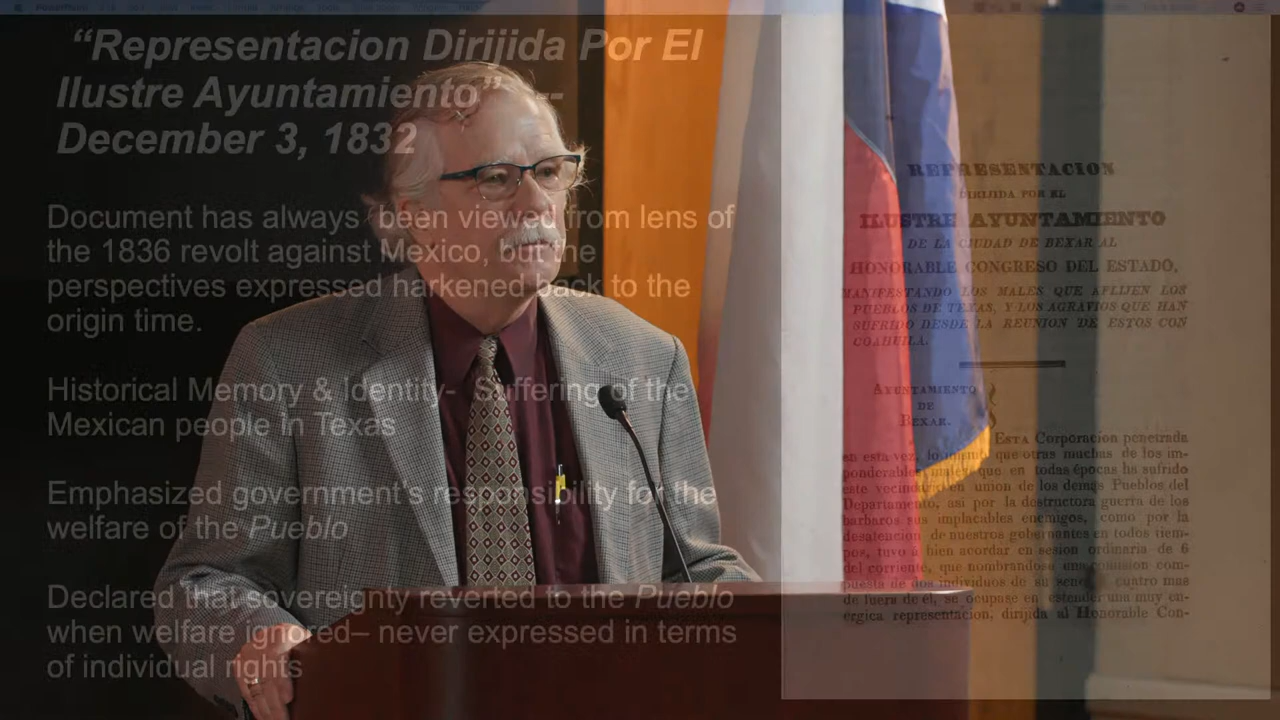 “Representacion Dirijida Por El
Ilustre Ayuntamiento” --
December 3, 1832
Document has always been viewed from lens of
the 1836 revolt against Mexico, the
perspectives expressed harkened back to the
origin time.
Historical Memory & Identity- Suffering of the
Mexican people in Texas
Emphasized government’s responsibility for the
welfare of the Pueblo
Declared that sovereignty reverted to the Pueblo
when welfare ignored– never expressed in terms
of individual rights
REPRESENTACION
DIRIJIDA POR EL
ILUSTRE AYUNTAMIENTO
DE LA CIUDAD DE BEXAR AL
HONORABLE CONGRESO DEL ESTADO,
MANIFESTANDO LOS MALES QUE AFLIJEN LOS
PUEBLOS DE TEXAS, Y LOS AGRAVIOS QUE HAN
SUFRIDO DESDE LA REUNION DE ESTOS CON
COAHUILA.
AYUNTAMIENTO
DE
BEXAR.
ESTA Corporacion penetrada
en esta vez, lo mismo que otras muchas de los im-
ponderables males que en todas épocas ha sufrido
este vecindario en union de los demas Pueblos del
Departamento, asi por la destructora guerra de los
barbaros sus implacables enemigos, como por la
desatencion de nuestros gobernantes en todos tiem-
pos, tuvo á bien acordar en sesion ordinaria de 6
del corriente, que nombrandose una comision com-
puesta de dos individuos de su seno, y cuatro mas
de fuera de él, se ocupase en estender una muy en-
érgica representacion, dirijida al Honorable Con-